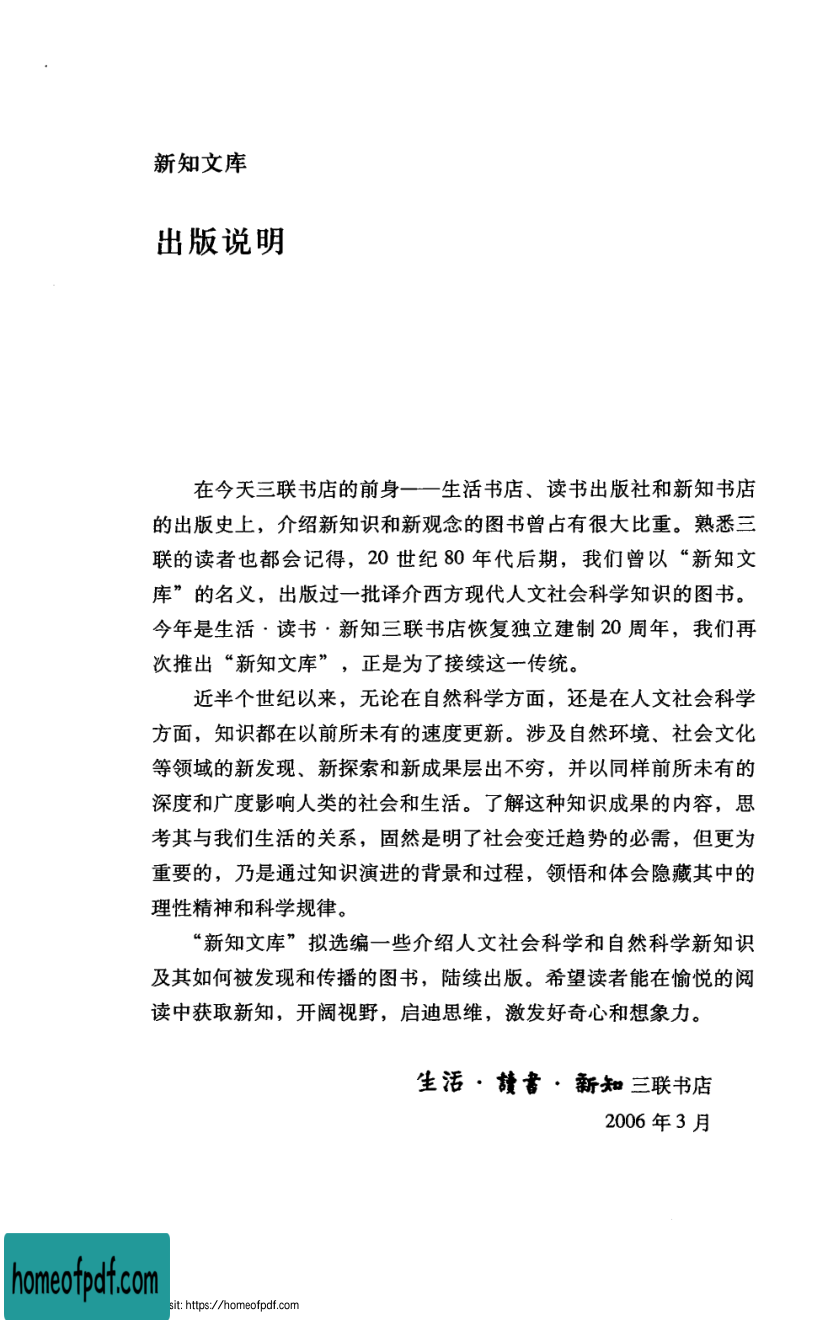 新知文库
出版说明
在今天三联书店的前身——生活书店、读书出版社和新知书店
的出版史上，介绍新知识和新观念的图书曾占有很大比重。熟悉三
联的读者也都会记得，20 世纪 80 年代后期，我们曾以“新知文
库”的名义，出版过一批译介西方现代人文社会科学知识的图书。
今年是生活·读书·新知三联书店恢复独立建制 20 周年，我们再
次推出“新知文库”，正是为了接续这一传统。
近半个世纪以来，无论在自然科学方面，还是在人文社会科学
方面，知识都在以前所未有的速度更新。涉及自然环境、社会文化
等领域的新发现、新探索和新成果层出不穷，并以同样前所未有的
深度和广度影响人类的社会和生活。了解这种知识成果的内容，思
考其与我们生活的关系，固然是明了社会变迁趋势的必需，但更为
重要的，乃是通过知识演进的背景和过程，领悟和体会隐藏其中的
理性精神和科学规律。
“新知文库”拟选编一些介绍人文社会科学和自然科学新知识
及其如何被发现和传播的图书，陆续出版。希望读者能在愉悦的阅
读中获取新知，开阔视野，启迪思维，激发好奇心和想象力。
生活·讀書·新知 三联书店
2006 年 3 月
homeofpdf.com
sit: https://homeofpdf.com